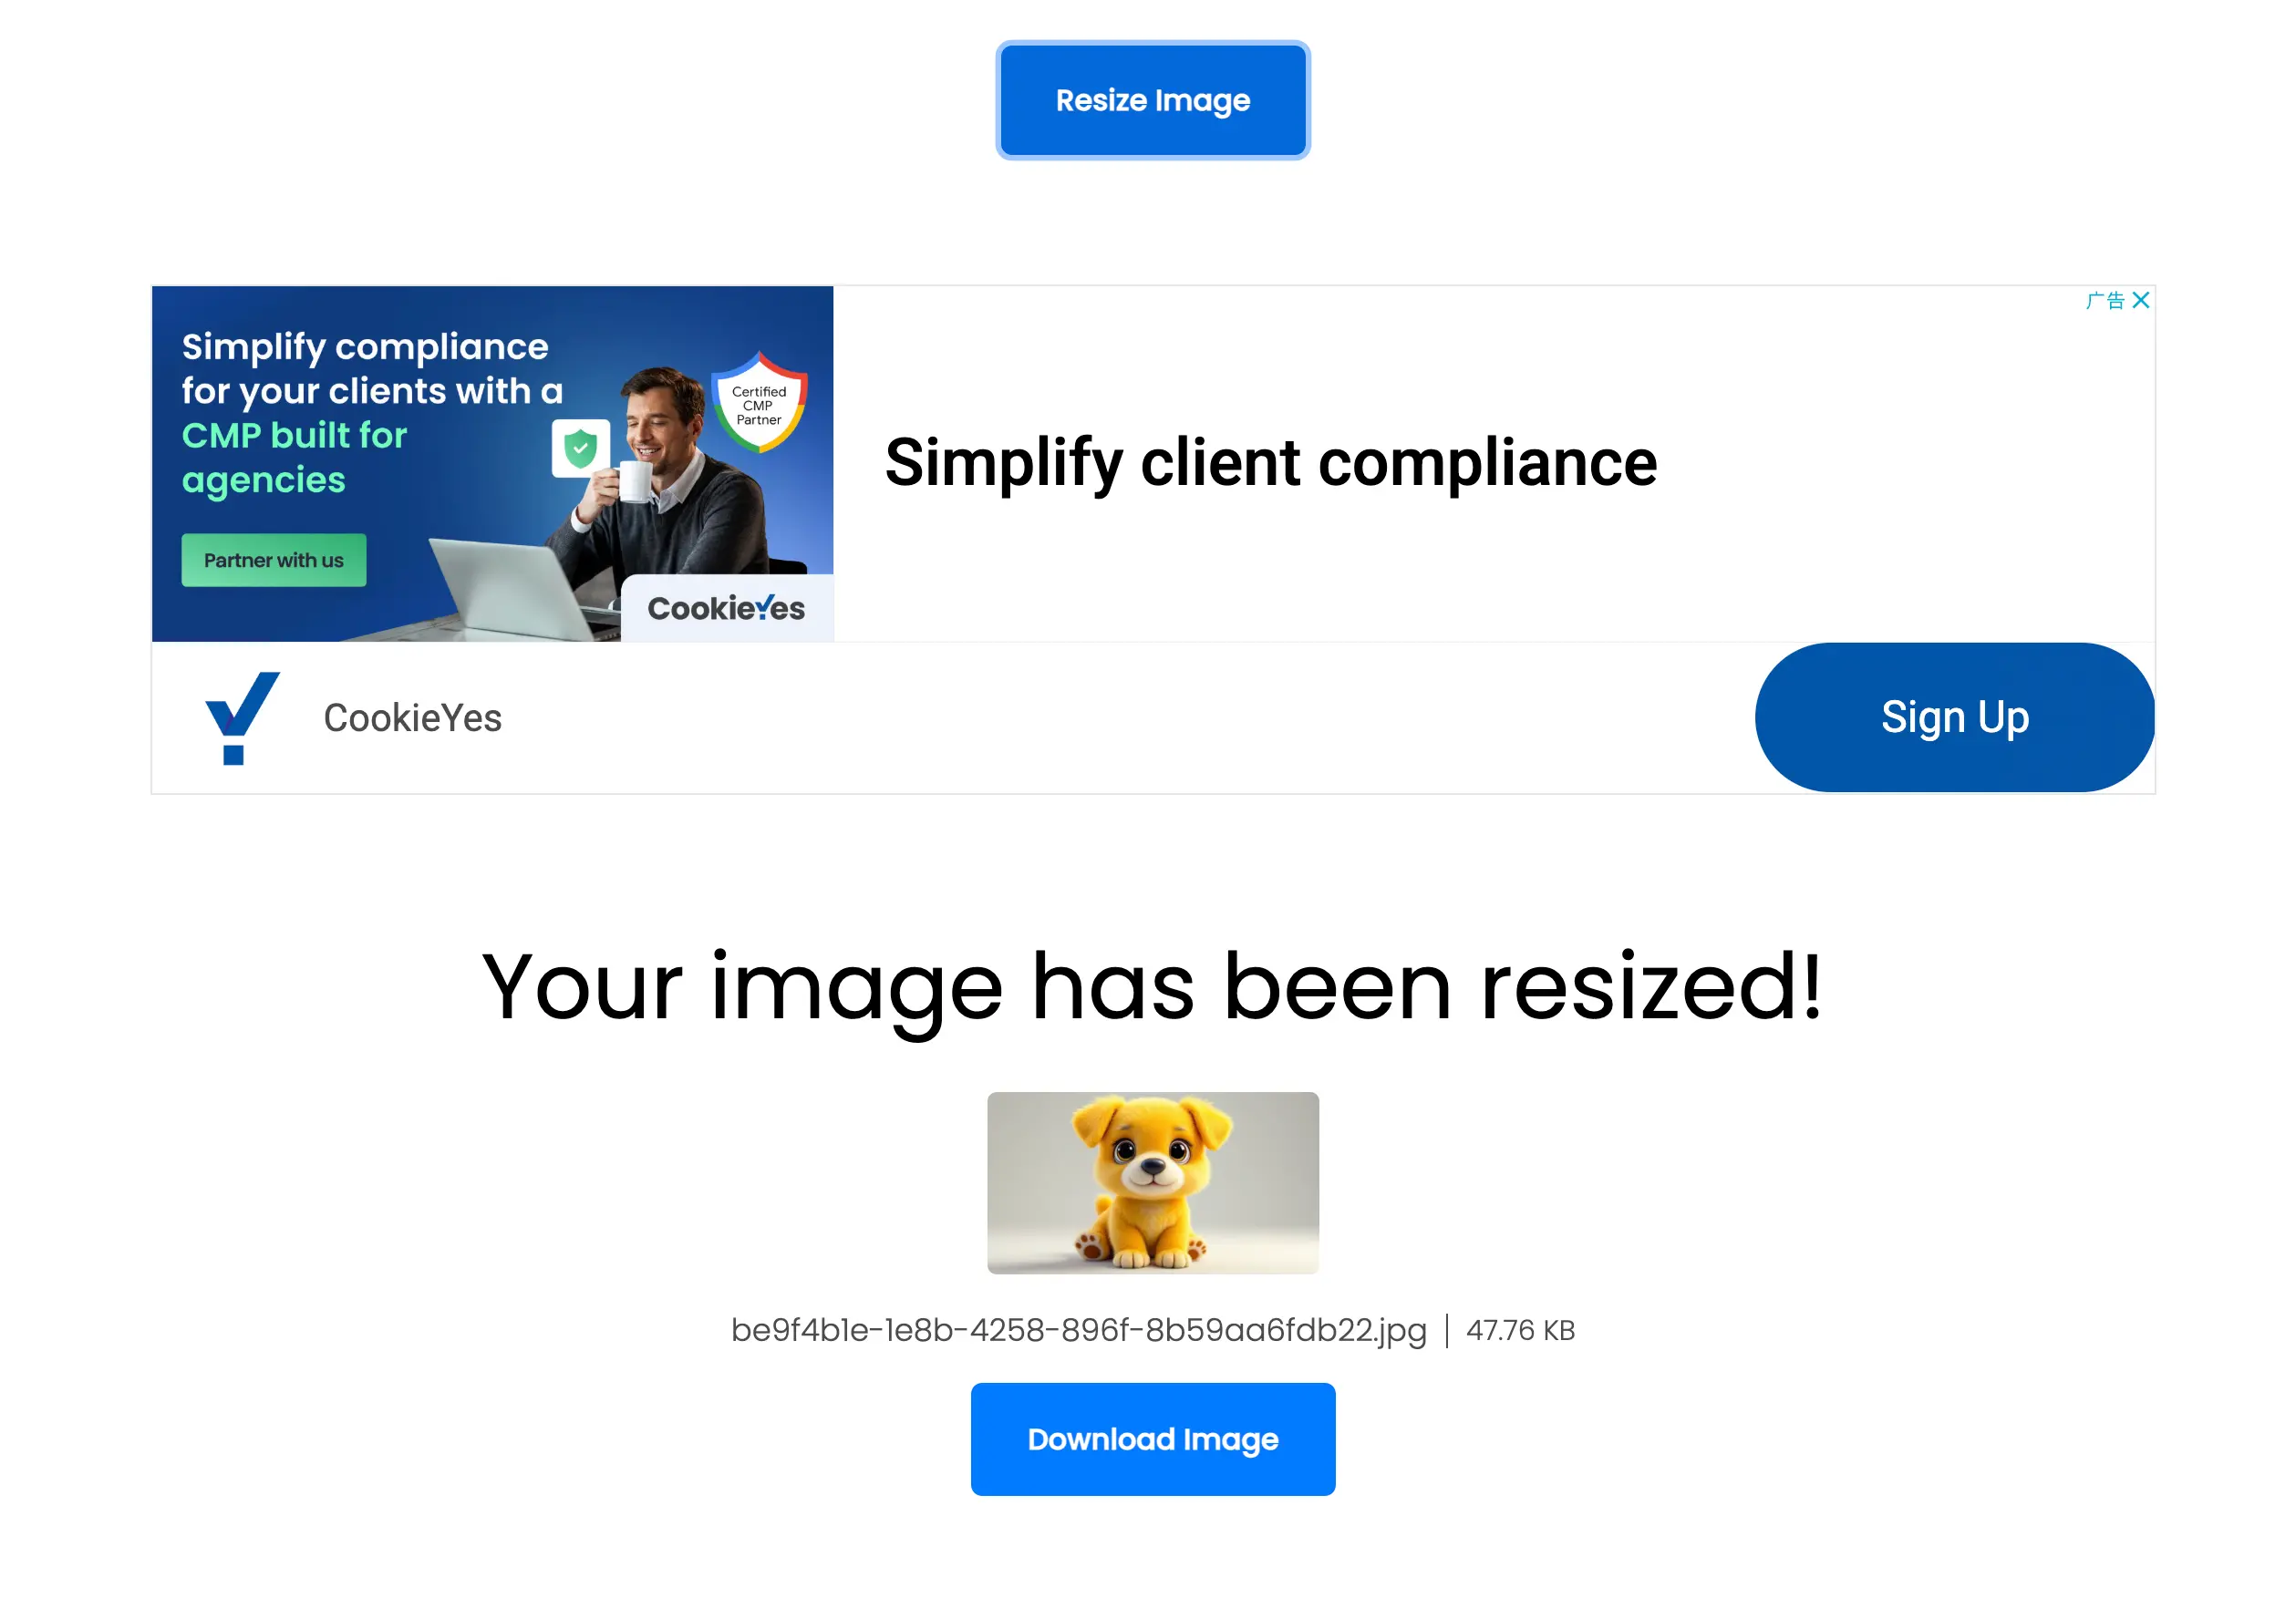 Resize Image
广告
Simplify compliance
for your clients with a
CMP built for
agencies
Certified
CMP
Partner
Partner with us
CookieYes
Simplify client compliance
CookieYes
Sign Up
Your image has been resized!
be9f4b1e-1e8b-4258-896f-8b59aa6fdb22.jpg | 47.76 KB
Download Image